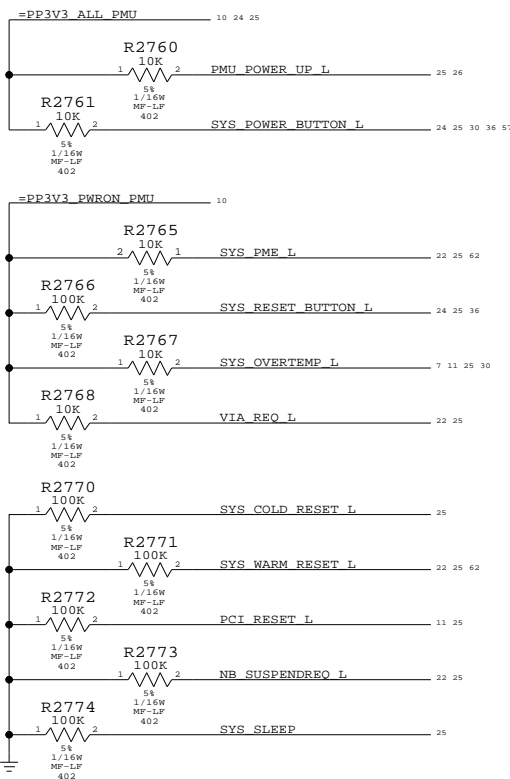 =PP3V3_ALL_PMU 10 24 25
R2760
10K
1 2 PMU_POWER_UP_L 25 26
5%
1/16W
MF-LF
402
R2761
10K
1 2 SYS_POWER_BUTTON_L 24 25 30 36 57
5%
1/16W
MF-LF
402
=PP3V3_PWRON_PMU 10
R2765
10K
2 1 SYS_PME_L 22 25 62
5%
1/16W
MF-LF
402
R2766
100K
1 2 SYS_RESET_BUTTON_L 24 25 36
5%
1/16W
MF-LF
402
R2767
10K
1 2 SYS_OVERTEMP_L 7 11 25 30
5%
1/16W
MF-LF
402
R2768
10K
1 2 VIA_REQ_L 22 25
5%
1/16W
MF-LF
402
R2770
100K
1 2 SYS_COLD_RESET_L 25
5%
1/16W
MF-LF
402
R2771
100K
1 2 SYS_WARM_RESET_L 22 25 62
5%
1/16W
MF-LF
402
R2772
100K
1 2 PCI_RESET_L 11 25
5%
1/16W
MF-LF
402
R2773
100K
1 2 NB_SUSPENDREQ_L 22 25
5%
1/16W
MF-LF
402
R2774
100K
1 2 SYS_SLEEP 25
5%
1/16W
MF-LF
402